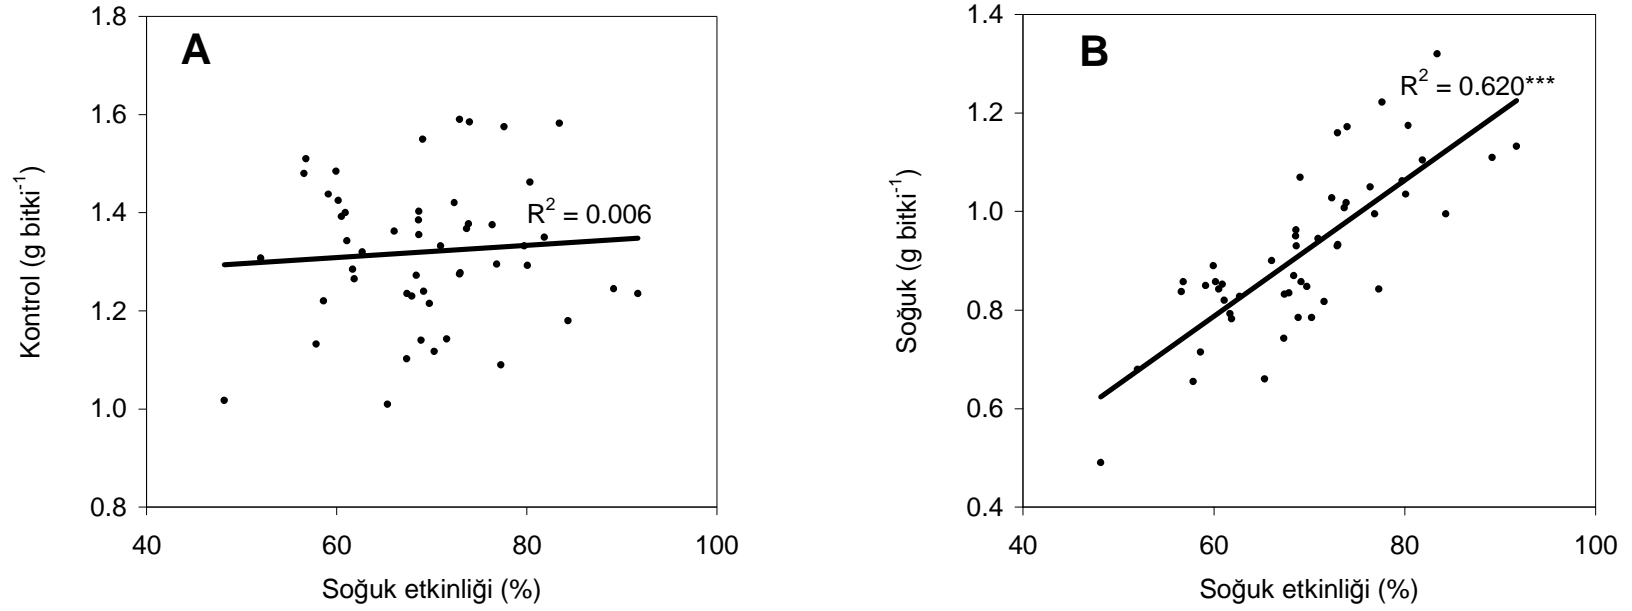 A
1.8
1.6
1.4
1.2
1.0
0.8
Kontrol (g bitki-1)
R2 = 0.006
40 60 80 100
Soğuk etkinliği (%)
B
1.4
1.2
1.0
0.8
0.6
0.4
Soğuk (g bitki-1)
R2 = 0.620***
40 60 80 100
Soğuk etkinliği (%)